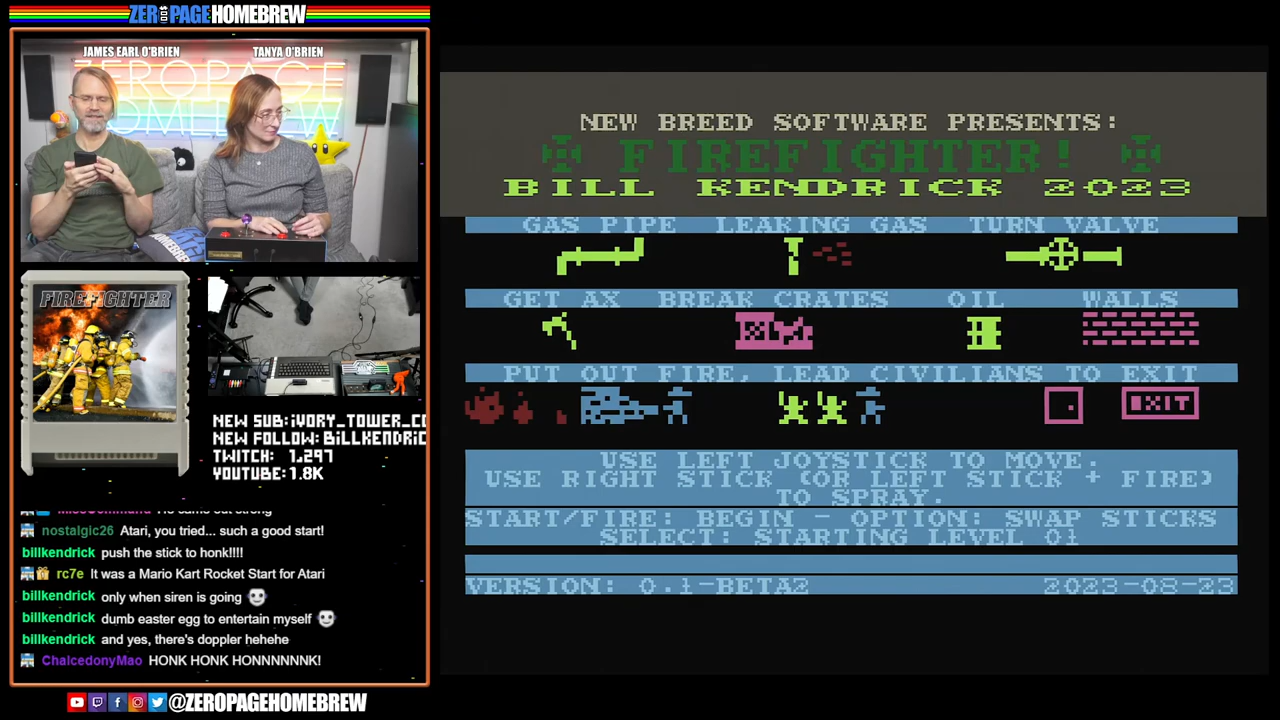 ZEROPAGEHOMEBREW
JAMES EARL O'BRIEN
TANYA O'BRIEN
ZEROPAGE
HOMEBREW
FIREFIGHTER
NEW SUB: IVORY_TOWER_CO
NEW FOLLOW: BILLKENDRIC
TWITCH: 1,297
YOUTUBE: 1.8K
nostalgic26 Atari, you tried... such a good start!
billkendrick push the stick to honk!!!!
rc7e It was a Mario Kart Rocket Start for Atari
billkendrick only when siren is going
billkendrick dumb easter egg to entertain myself
billkendrick and yes, there's doppler hehehe
ChalcedonyMao HONK HONK HONNNNNNK!
@ZEROPAGEHOMEBREW
NEW BREED SOFTWARE PRESENTS:
FIREFIGHTER!
BILL KENDRICK 2023
GAS PIPE LEAKING GAS TURN VALVE
GET AX BREAK CRATES OIL WALLS
PUT OUT FIRE, LEAD CIVILIANS TO EXIT
EXIT
USE LEFT JOYSTICK TO MOVE.
USE RIGHT STICK (OR LEFT STICK + FIRE)
TO SPRAY.
START/FIRE: BEGIN - OPTION: SWAP STICKS
SELECT: STARTING LEVEL 01
VERSION: 0.1-BETA2 2023-08-23